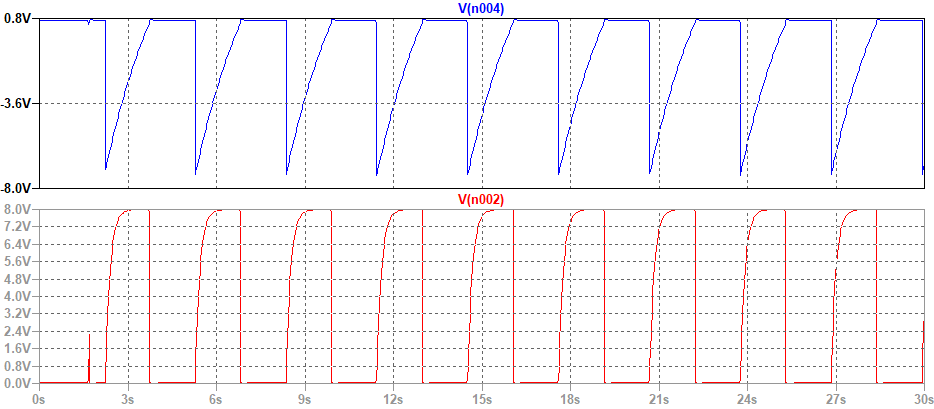 V(n004)
0.8V
-3.6V
-8.0V
V(n002)
8.0V
7.2V
6.4V
5.6V
4.8V
4.0V
3.2V
2.4V
1.6V
0.8V
0.0V
0s 3s 6s 9s 12s 15s 18s 21s 24s 27s 30s